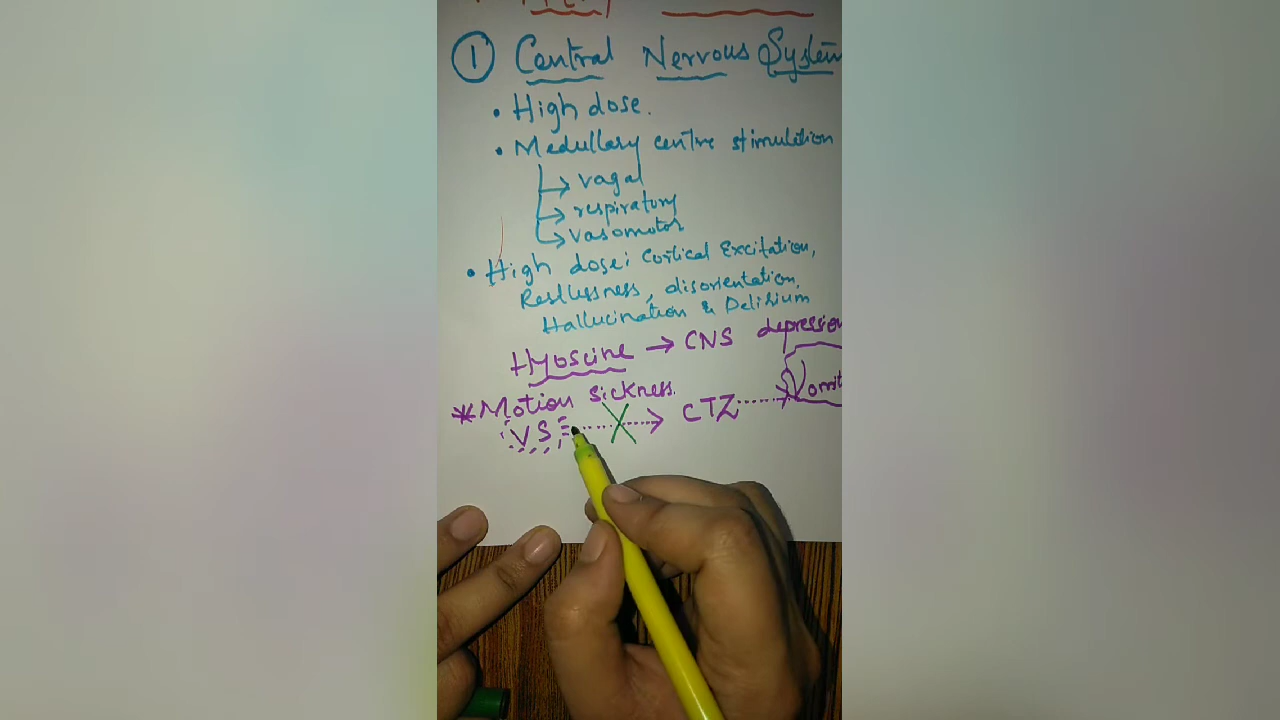 ① Central Nervous System
• High dose.
• Medullary centre stimulation
→ vagal
→ respiratory
→ vasomotor
• High dose: Cortical Excitation,
Restlessness, disorientation,
Hallucination & Delirium
Hyoscine → CNS depression
* Motion sickness.
VS → CTZ → Vomit